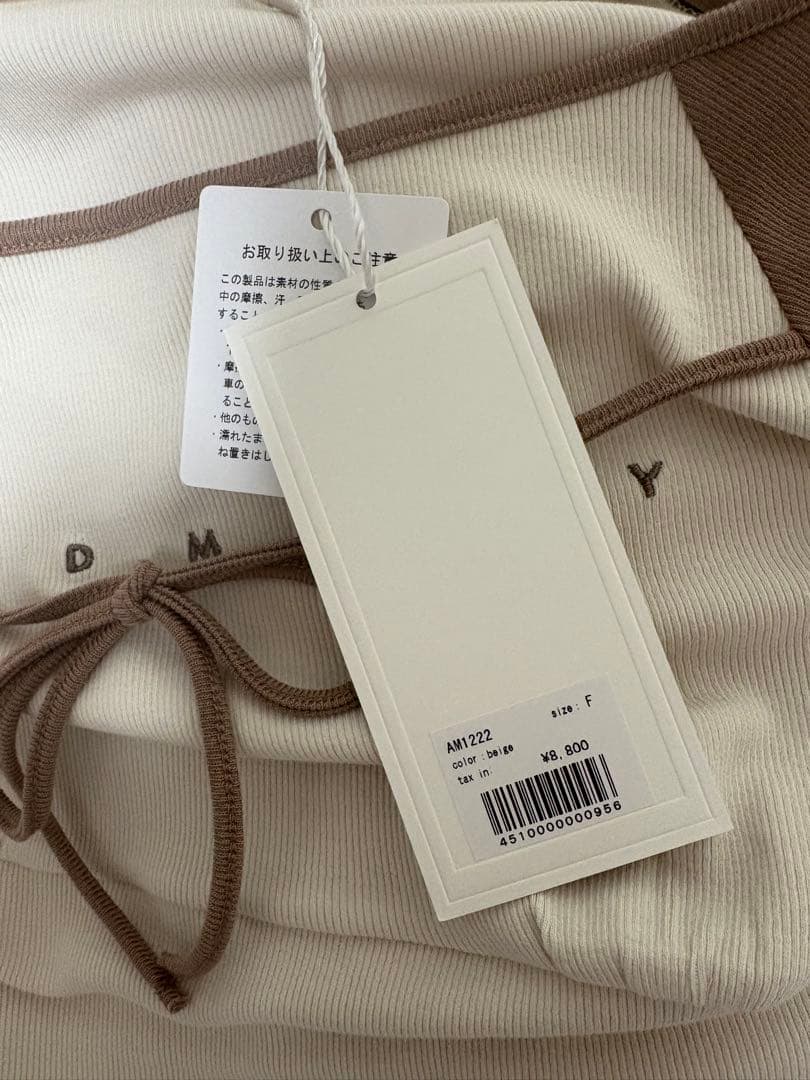 お取り扱い上のご注意
この製品は素材の性質
中の摩擦、汗
すること
・摩
車の
ること
・他のもの
・濡れたまま
ね置きはし
D M Y
AM1222 size: F
color :beige
tax in: ¥8,800
4510000000956